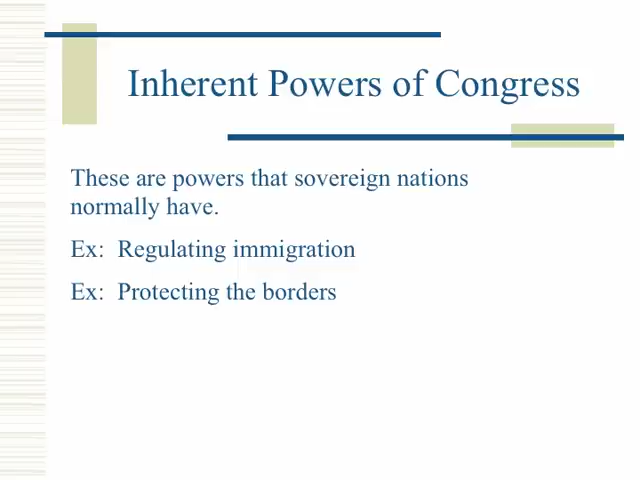 Inherent Powers of Congress
These are powers that sovereign nations
normally have.
Ex: Regulating immigration
Ex: Protecting the borders